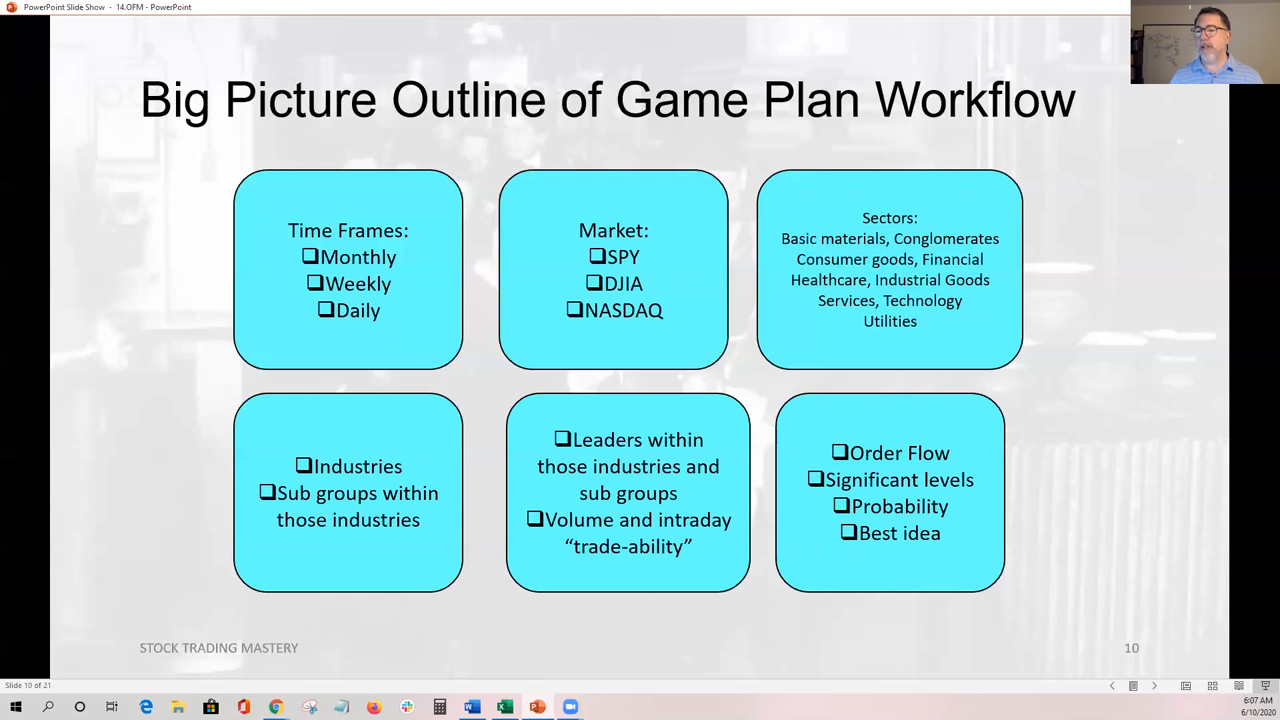 PowerPoint Slide Show - 14.OFM - PowerPoint
Big Picture Outline of Game Plan Workflow
Time Frames:
❑Monthly
❑Weekly
❑Daily
Market:
❑SPY
❑DJIA
❑NASDAQ
Sectors:
Basic materials, Conglomerates
Consumer goods, Financial
Healthcare, Industrial Goods
Services, Technology
Utilities
❑Industries
❑Sub groups within
those industries
❑Leaders within
those industries and
sub groups
❑Volume and intraday
“trade-ability”
❑Order Flow
❑Significant levels
❑Probability
❑Best idea
STOCK TRADING MASTERY
10
Slide 10 of 21
6:07 AM
6/10/2020